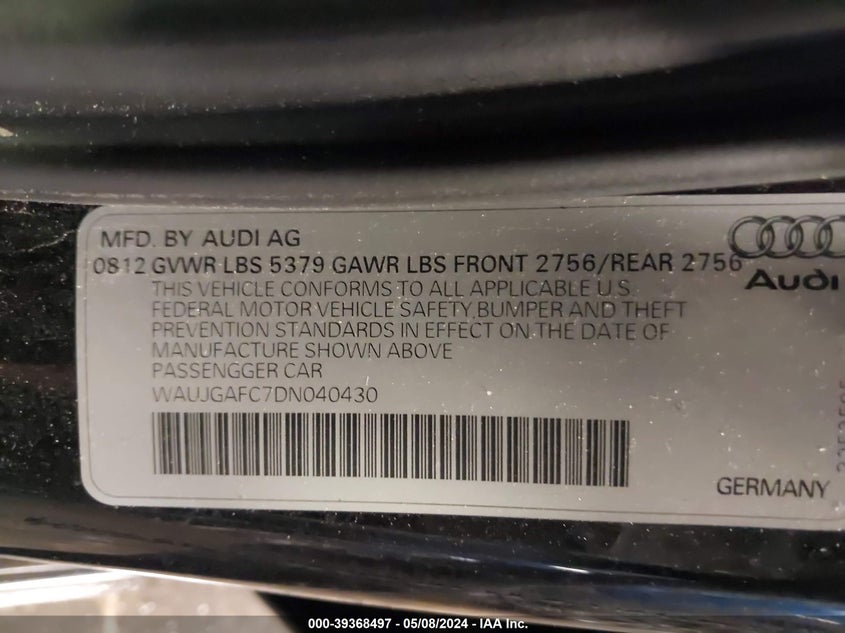 MFD. BY AUDI AG
0812 GVWR LBS 5379 GAWR LBS FRONT 2756/REAR 2756
Audi
THIS VEHICLE CONFORMS TO ALL APPLICABLE U.S.
FEDERAL MOTOR VEHICLE SAFETY,BUMPER AND THEFT
PREVENTION STANDARDS IN EFFECT ON THE DATE OF
MANUFACTURE SHOWN ABOVE
PASSENGGER CAR
WAUJGAFC7DN040430
GERMANY
000-39368497 - 05/08/2024 - IAA Inc.